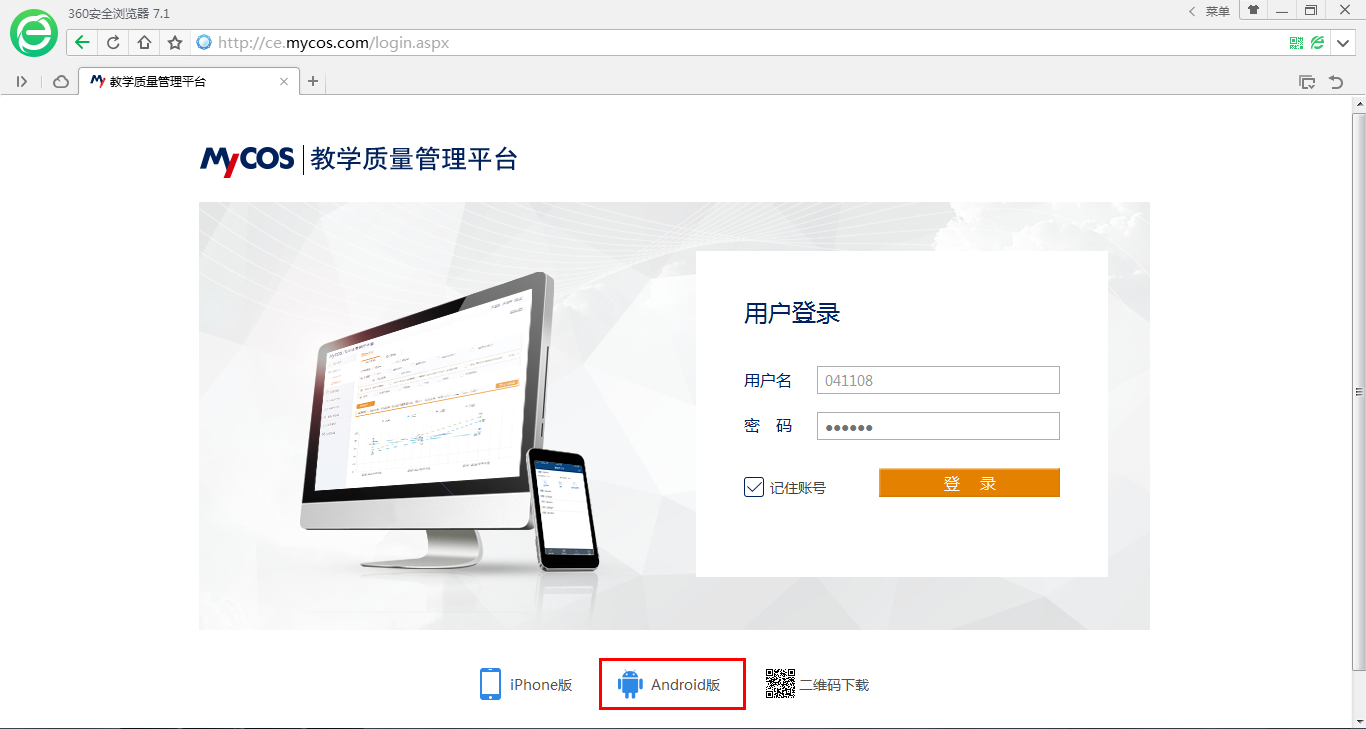 360安全浏览器 7.1
菜单
http://ce.mycos.com/login.aspx
My 教学质量管理平台
MyCOS 教学质量管理平台
用户登录
用户名 041108
密 码 ●●●●●●
记住账号 登 录
iPhone版 Android版 二维码下载